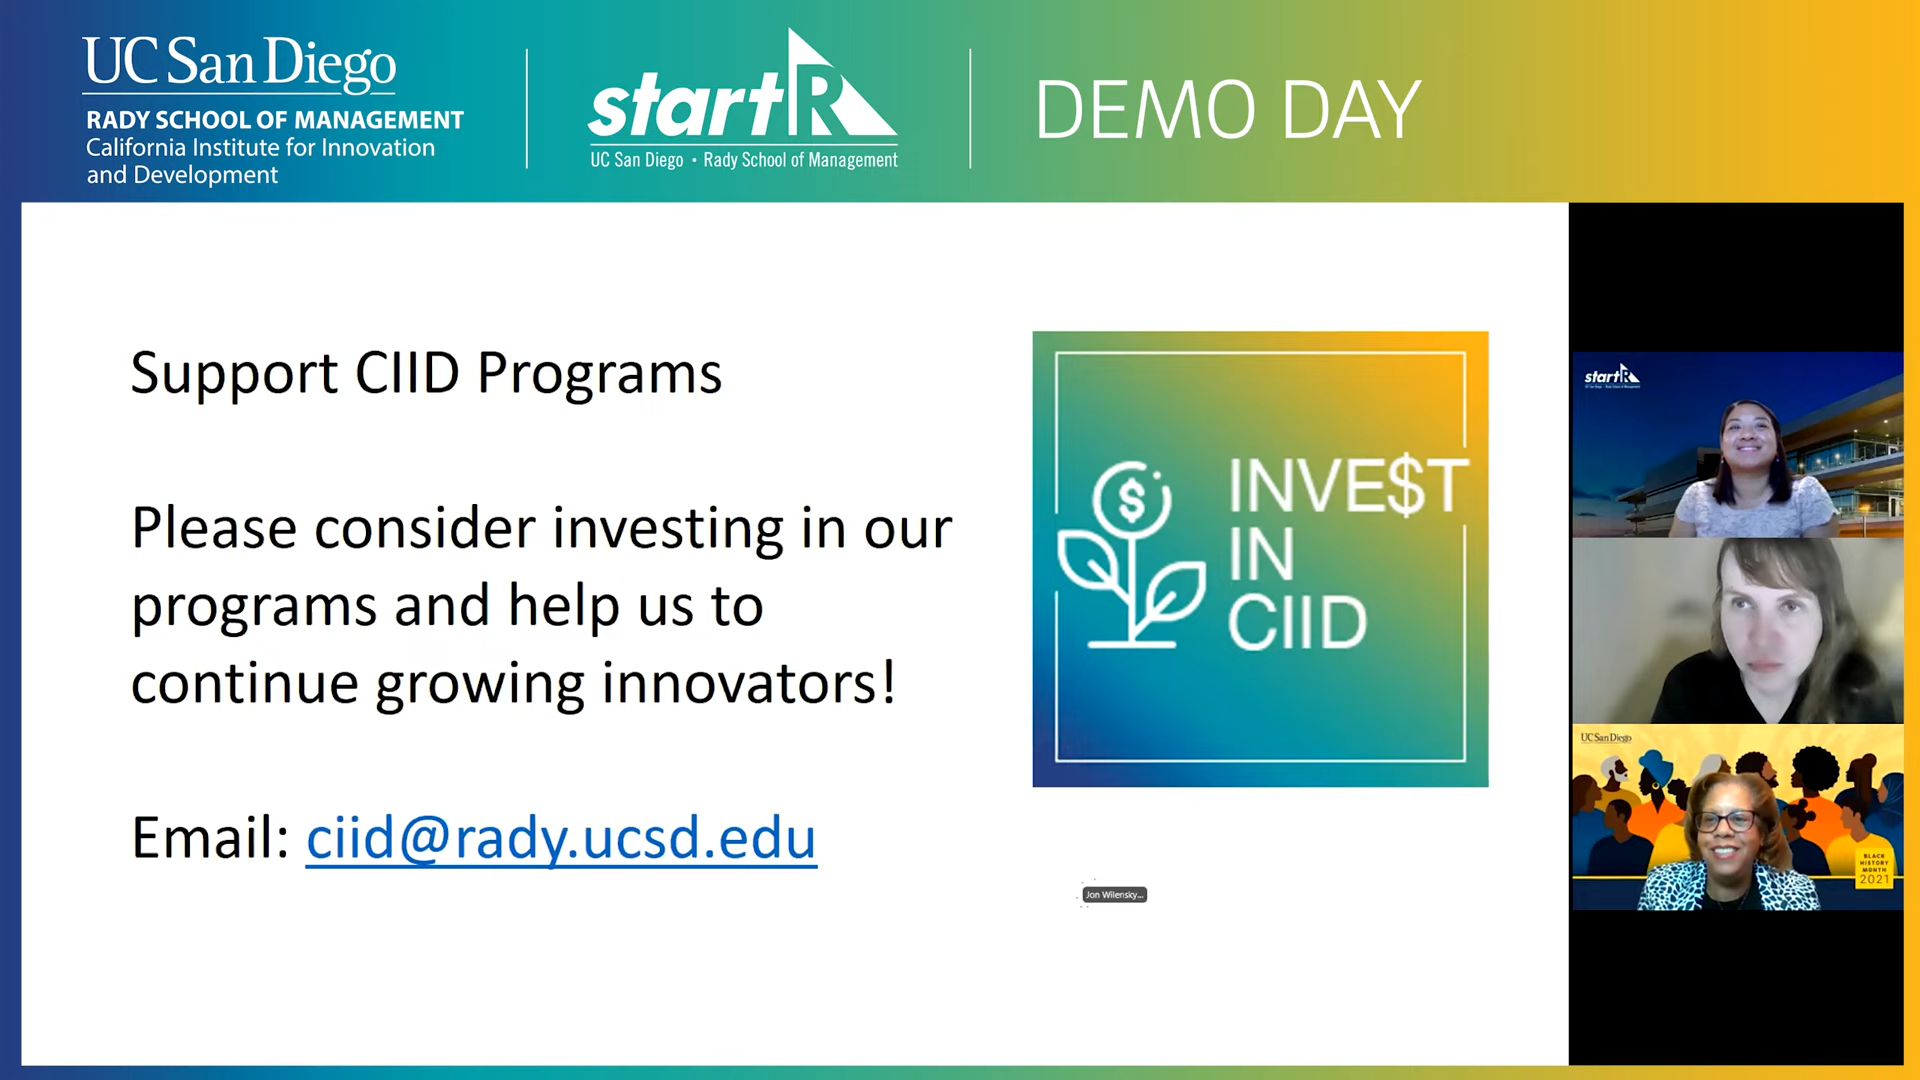 UC San Diego
RADY SCHOOL OF MANAGEMENT
California Institute for Innovation
and Development
startR
UC San Diego • Rady School of Management
DEMO DAY
Support CIID Programs
Please consider investing in our
programs and help us to
continue growing innovators!
Email: ciid@rady.ucsd.edu
$
INVE$T
IN
CIID
Jon Wilensky...
startR
UC San Diego
BLACK
HISTORY
MONTH
2021